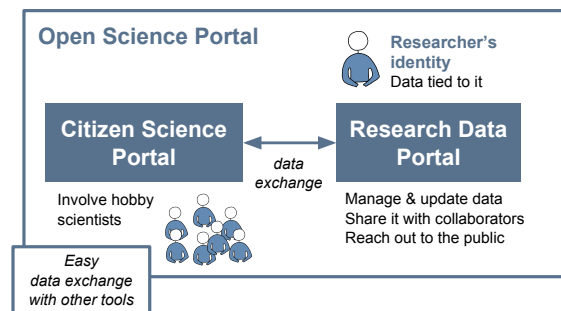 Open Science Portal
Researcher's
identity
Data tied to it
Citizen Science
Portal
data
exchange
Research Data
Portal
Involve hobby
scientists
Manage & update data
Share it with collaborators
Reach out to the public
Easy
data exchange
with other tools